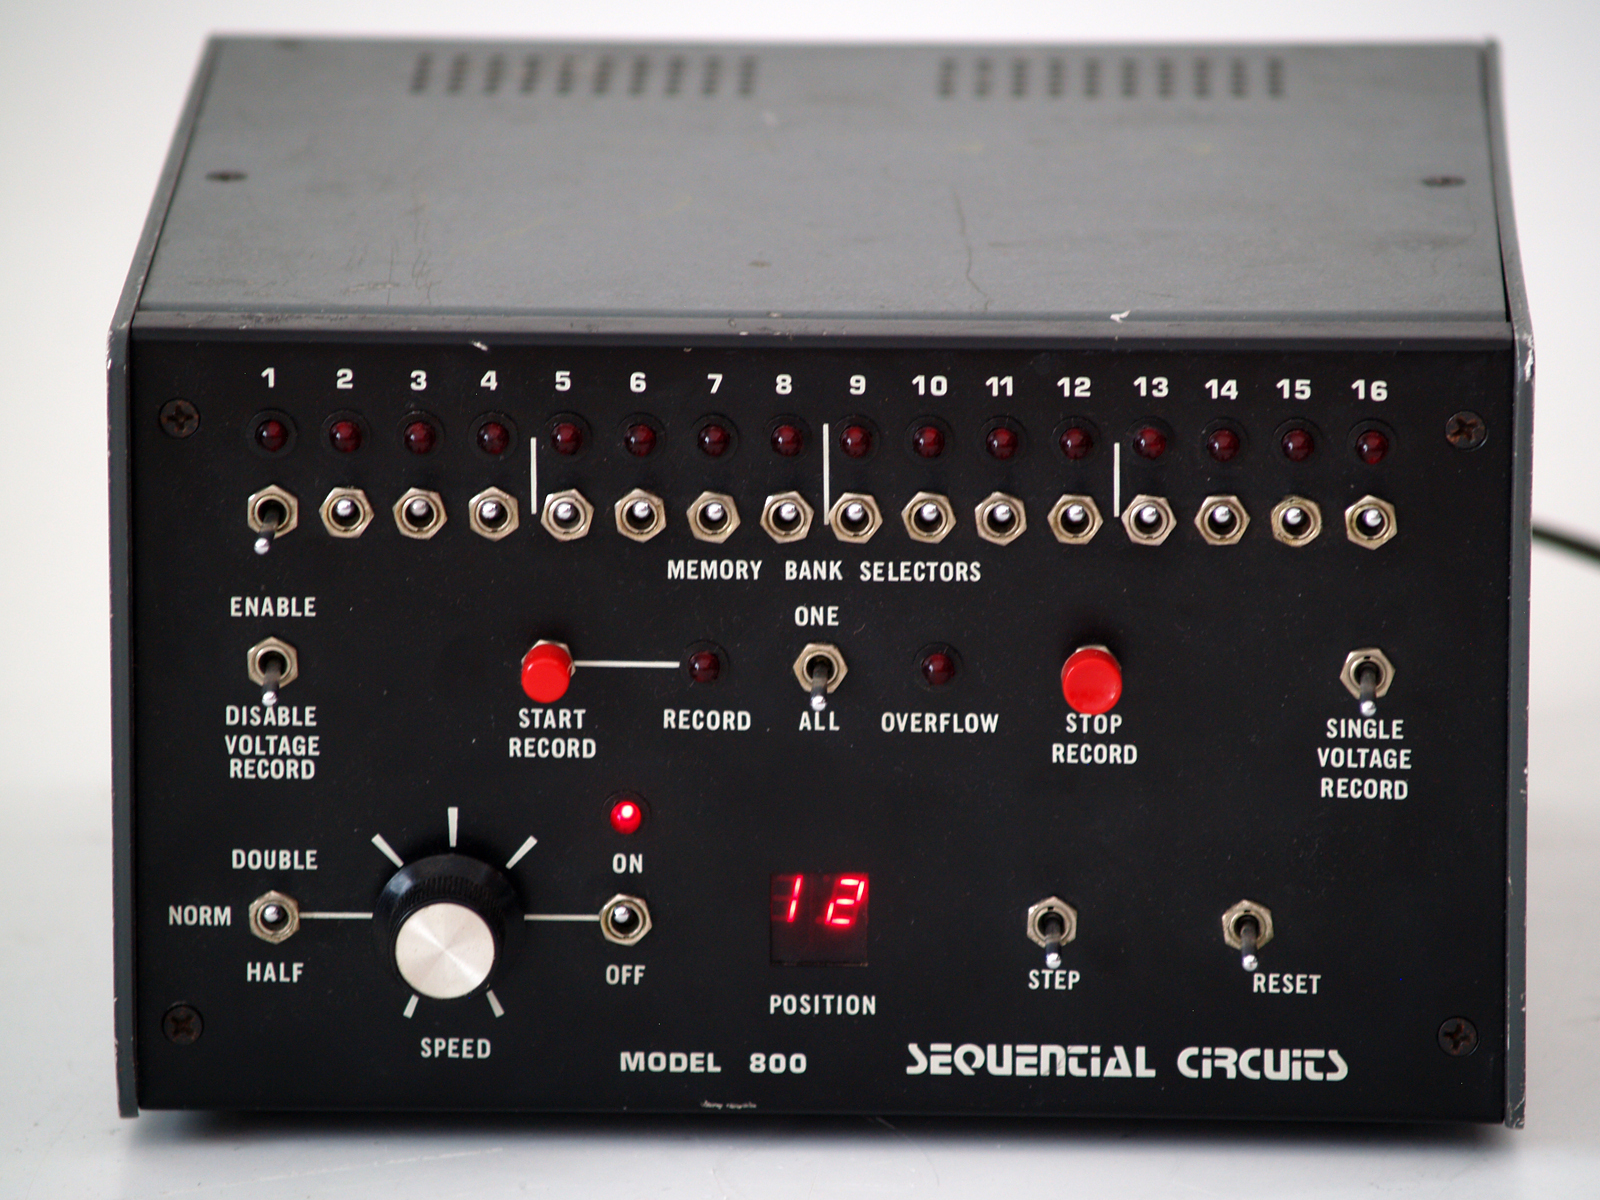 1 2 3 4 5 6 7 8 9 10 11 12 13 14 15 16
MEMORY BANK SELECTORS
ENABLE
DISABLE
VOLTAGE
RECORD
START
RECORD
RECORD
ONE
ALL
OVERFLOW
STOP
RECORD
SINGLE
VOLTAGE
RECORD
DOUBLE
NORM
HALF
SPEED
ON
OFF
12
POSITION
STEP
RESET
MODEL 800
SEQUENTIAL CIRCUITS